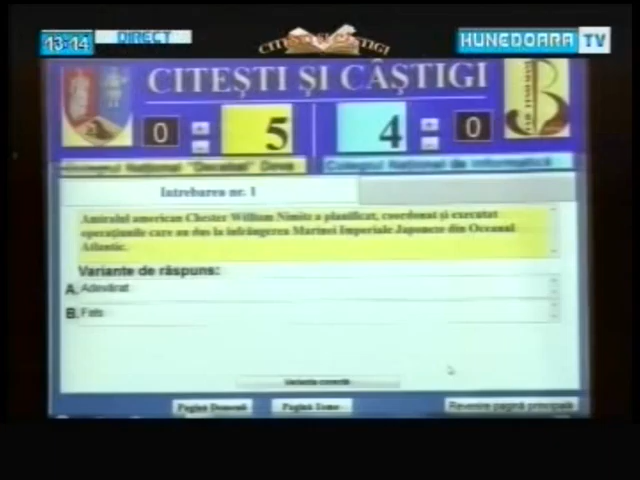 13:14 DIRECT CITEȘTI ȘI CÂȘTIGI HUNEDOARA TV
CITEȘTI ȘI CÂȘTIGI
0 + - 5 4 + - 0
Colegiul Național "Decebal" Deva Colegiul Național de Informatică
Intrebarea nr. 1
Amiralul american Chester William Nimitz a planificat, coordonat și executat
operațiunile care au dus la înfrângerea Marinei Imperiale Japoneze din Oceanul
Atlantic.
Variante de răspuns:
A. Adevărat
B. Fals
Varianta corectă
Pagina Domenii Pagina Teme Revenire pagină principală